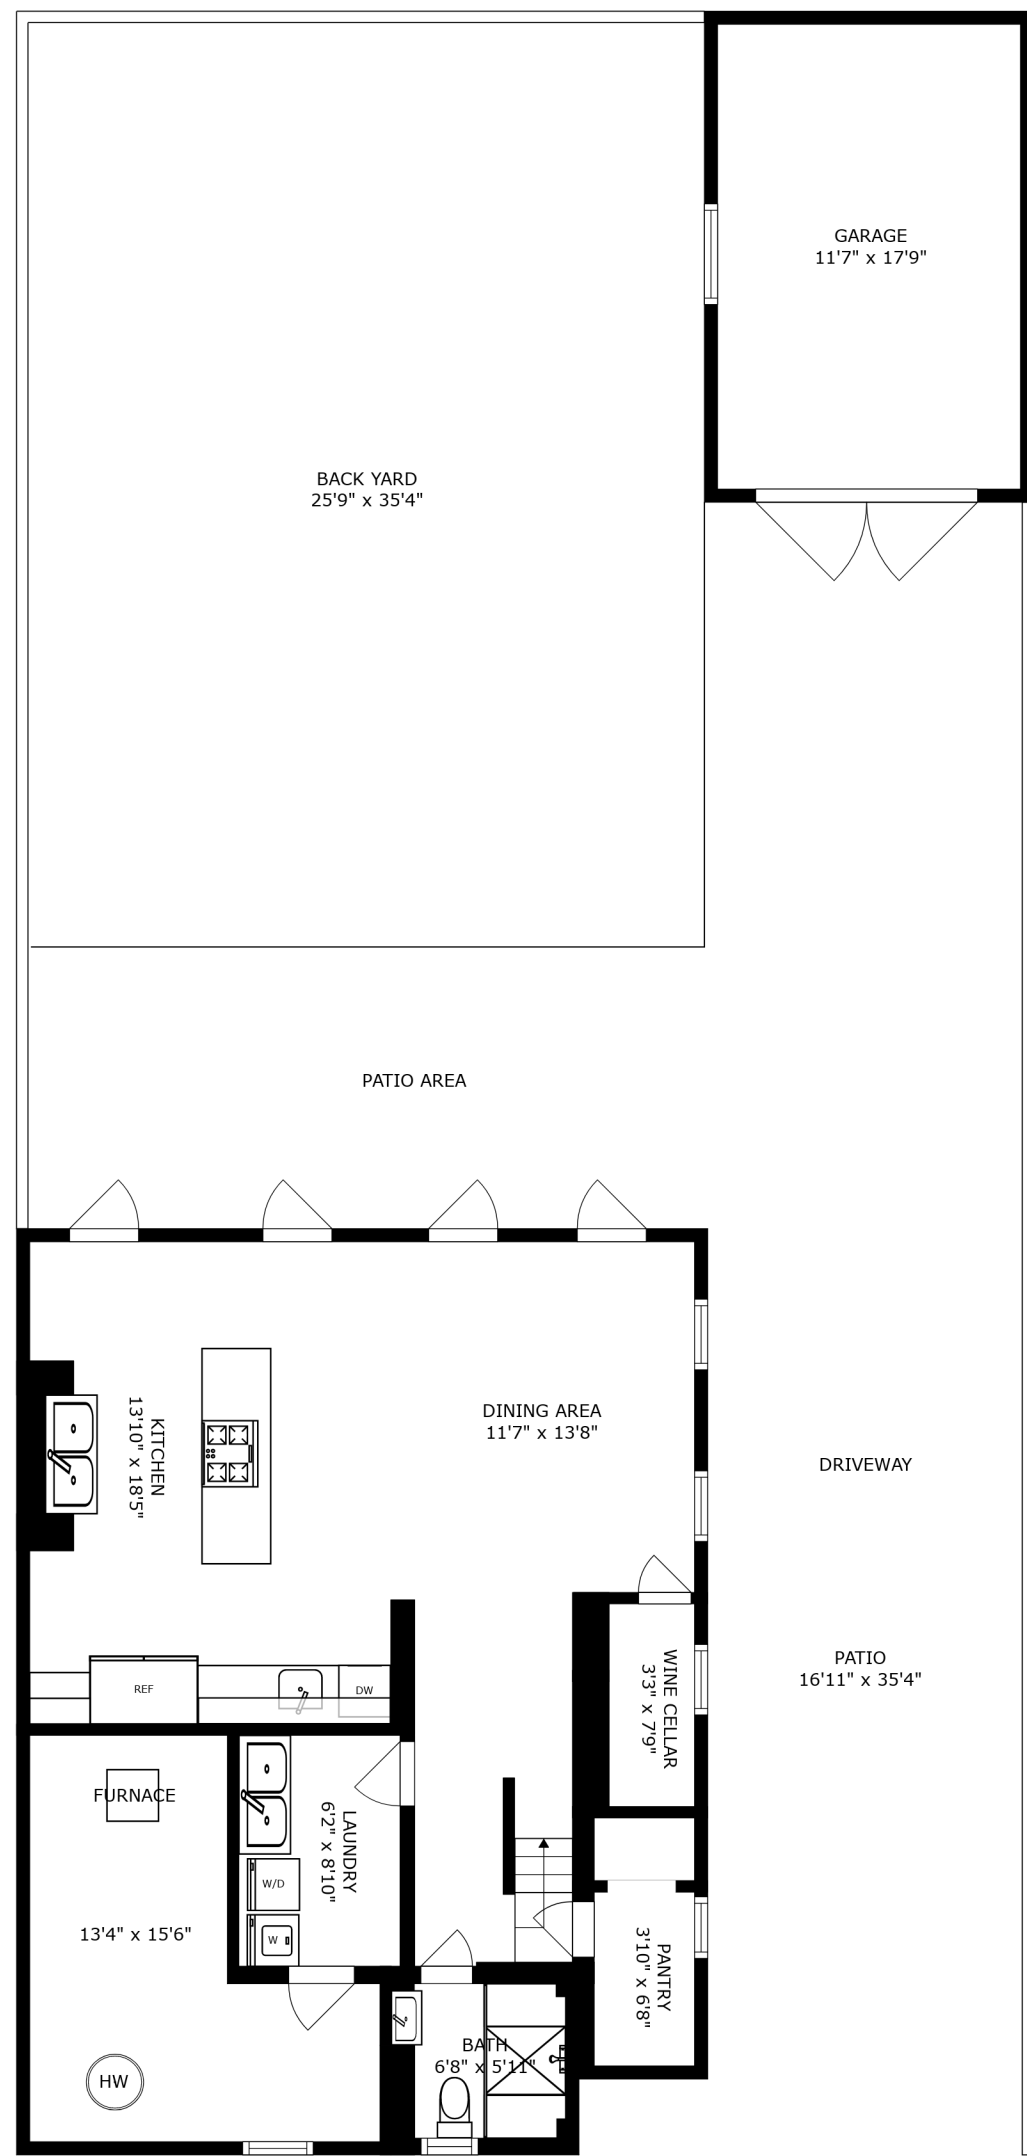 GARAGE
11'7" x 17'9"
BACK YARD
25'9" x 35'4"
PATIO AREA
KITCHEN
13'10" x 18'5"
DINING AREA
11'7" x 13'8"
DRIVEWAY
REF
DW
WINE CELLAR
3'3" x 7'9"
PATIO
16'11" x 35'4"
FURNACE
13'4" x 15'6"
LAUNDRY
6'2" x 8'10"
W/D
W
PANTRY
3'10" x 6'8"
BATH
6'8" x 5'11"
HW